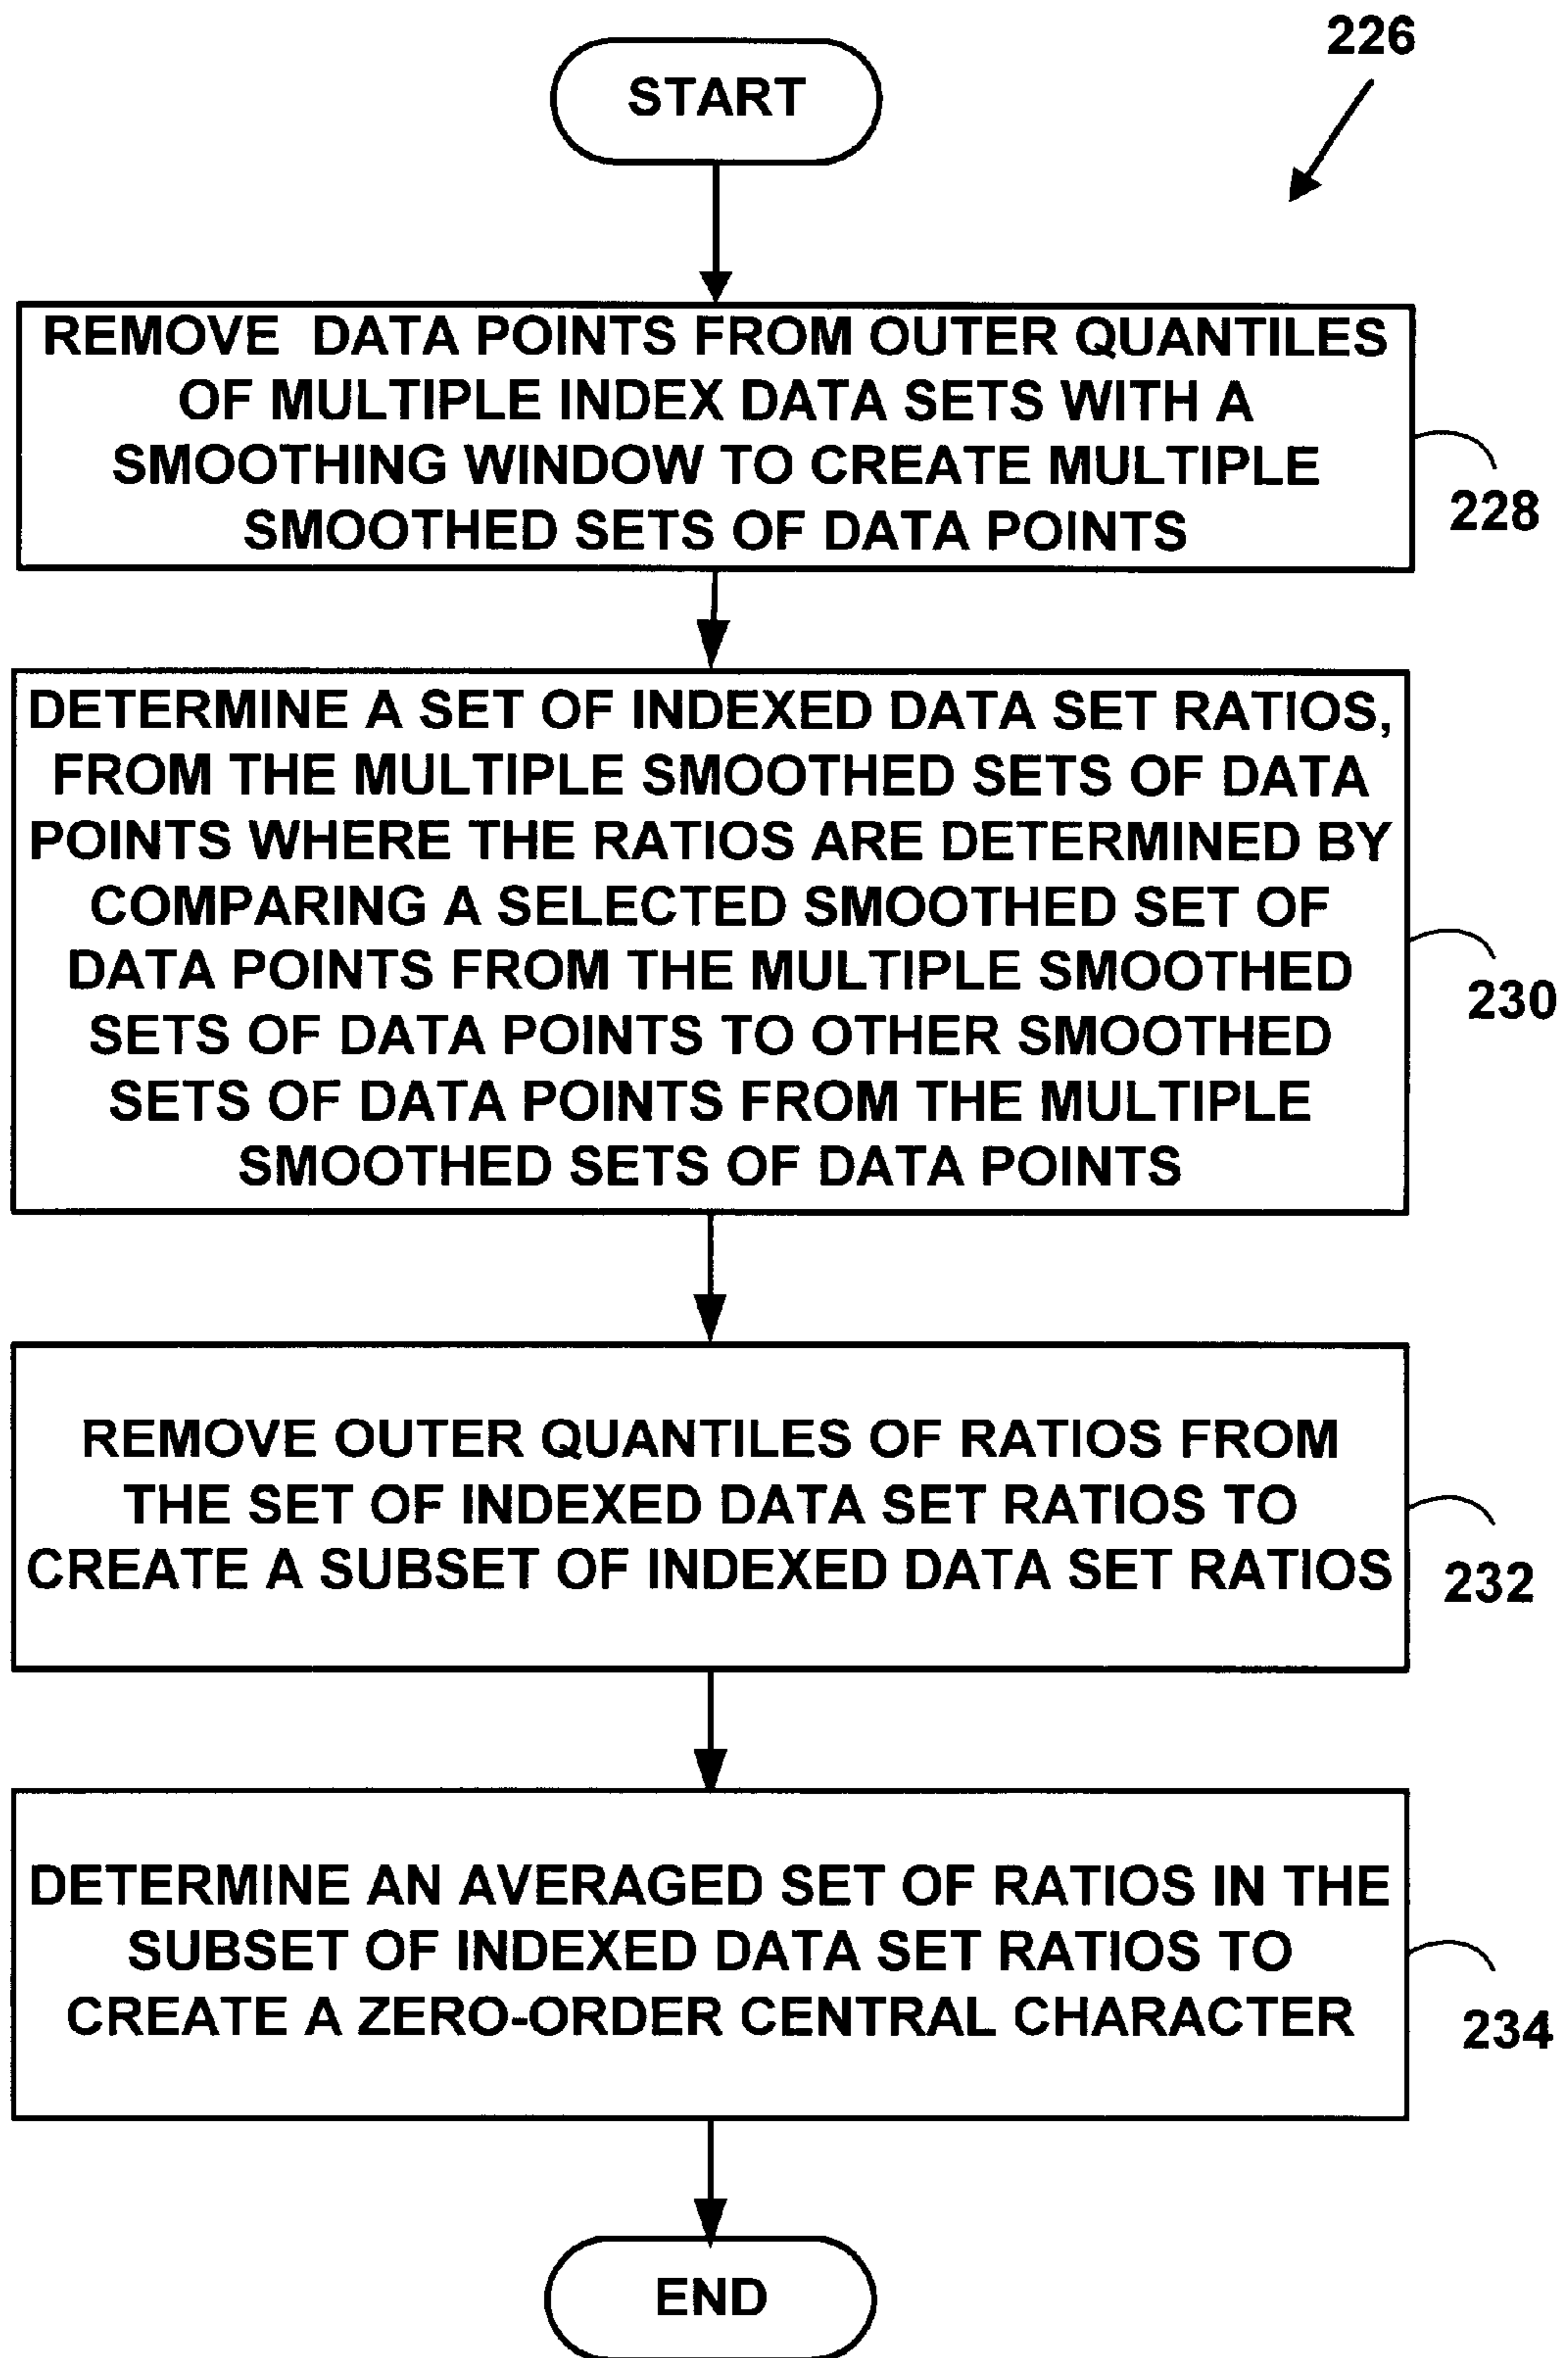 226
START
REMOVE DATA POINTS FROM OUTER QUANTILES
OF MULTIPLE INDEX DATA SETS WITH A
SMOOTHING WINDOW TO CREATE MULTIPLE
SMOOTHED SETS OF DATA POINTS
228
DETERMINE A SET OF INDEXED DATA SET RATIOS,
FROM THE MULTIPLE SMOOTHED SETS OF DATA
POINTS WHERE THE RATIOS ARE DETERMINED BY
COMPARING A SELECTED SMOOTHED SET OF
DATA POINTS FROM THE MULTIPLE SMOOTHED
SETS OF DATA POINTS TO OTHER SMOOTHED
SETS OF DATA POINTS FROM THE MULTIPLE
SMOOTHED SETS OF DATA POINTS
230
REMOVE OUTER QUANTILES OF RATIOS FROM
THE SET OF INDEXED DATA SET RATIOS TO
CREATE A SUBSET OF INDEXED DATA SET RATIOS
232
DETERMINE AN AVERAGED SET OF RATIOS IN THE
SUBSET OF INDEXED DATA SET RATIOS TO
CREATE A ZERO-ORDER CENTRAL CHARACTER
234
END